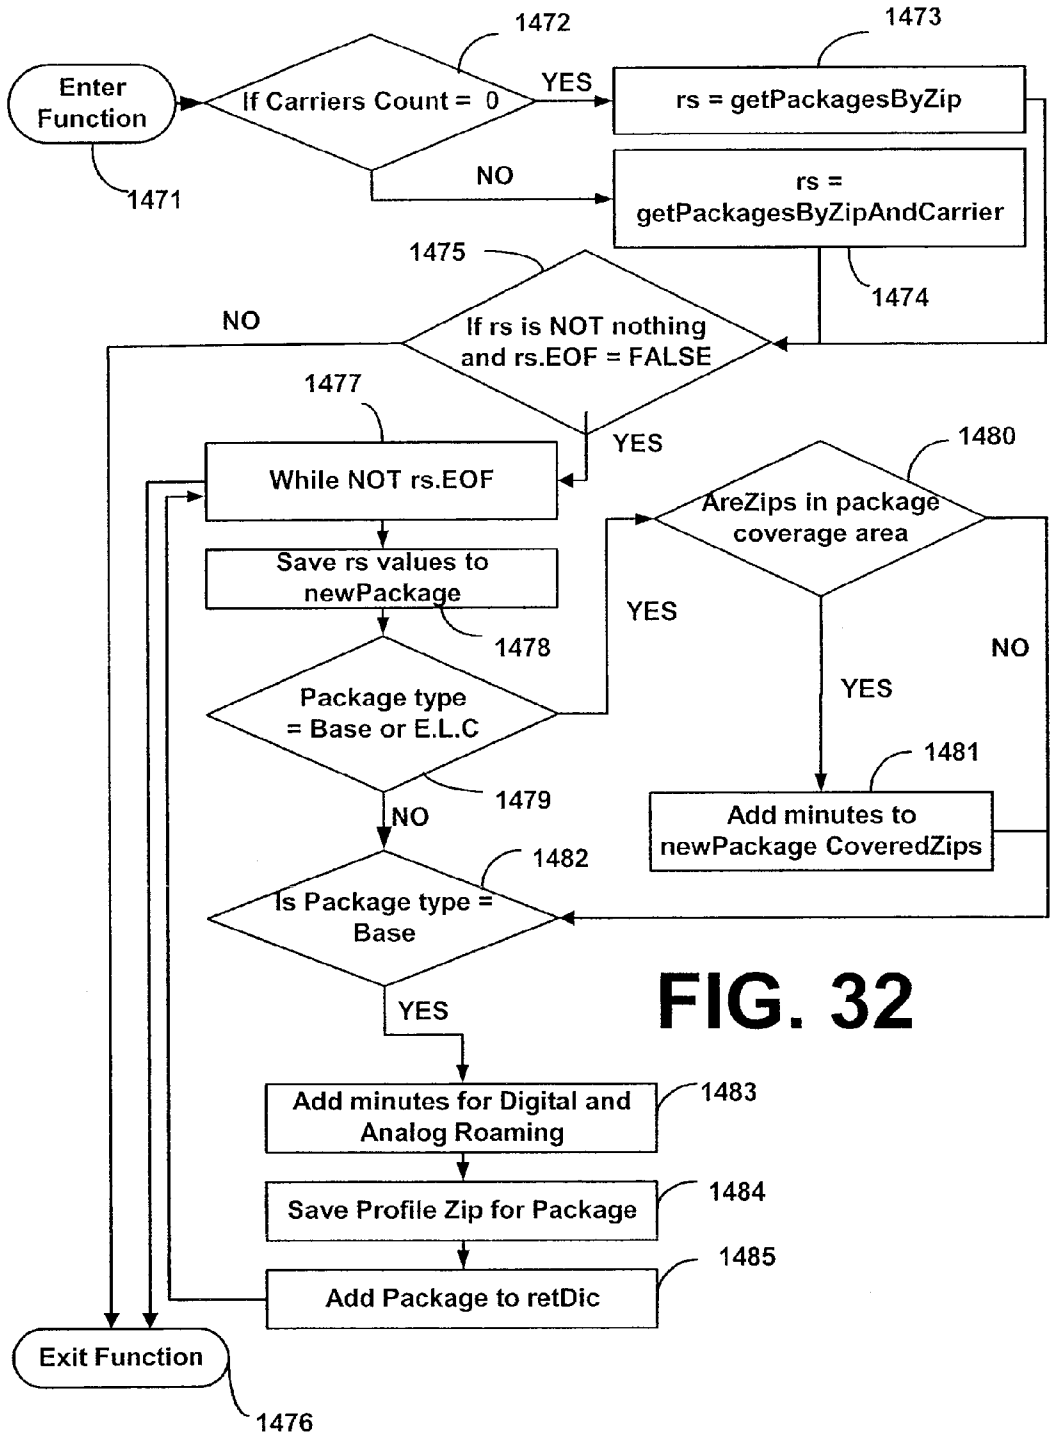 1472
1473
Enter
Function
If Carriers Count = 0
YES
rs = getPackagesByZip
1471
NO
rs =
getPackagesByZipAndCarrier
1475
1474
NO
If rs is NOT nothing
and rs.EOF = FALSE
1477
YES
1480
While NOT rs.EOF
AreZips in package
coverage area
Save rs values to
newPackage
YES
1478
NO
Package type
= Base or E.L.C
YES
1481
1479
NO
Add minutes to
newPackage CoveredZips
1482
Is Package type =
Base
YES
FIG. 32
Add minutes for Digital and
Analog Roaming
1483
Save Profile Zip for Package
1484
Add Package to retDic
1485
Exit Function
1476